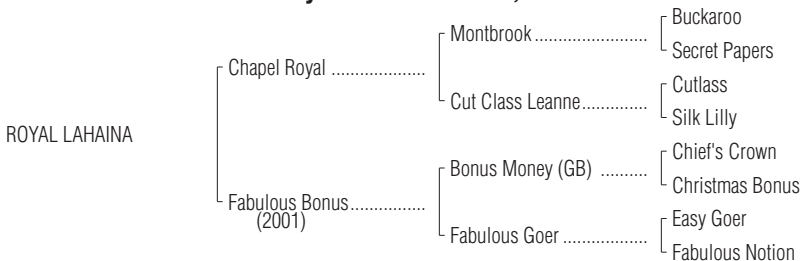 Buckaroo
Montbrook
Secret Papers
Chapel Royal
Cutlass
Cut Class Leanne
Silk Lilly
ROYAL LAHAINA
Chief's Crown
Bonus Money (GB)
Christmas Bonus
Fabulous Bonus
(2001)
Easy Goer
Fabulous Goer
Fabulous Notion